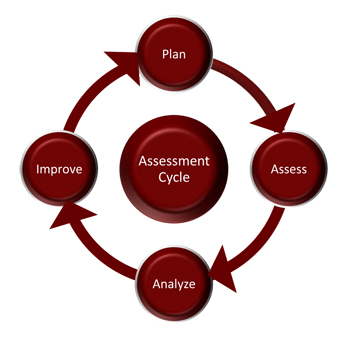 Plan
Assess
Analyze
Improve
Assessment
Cycle